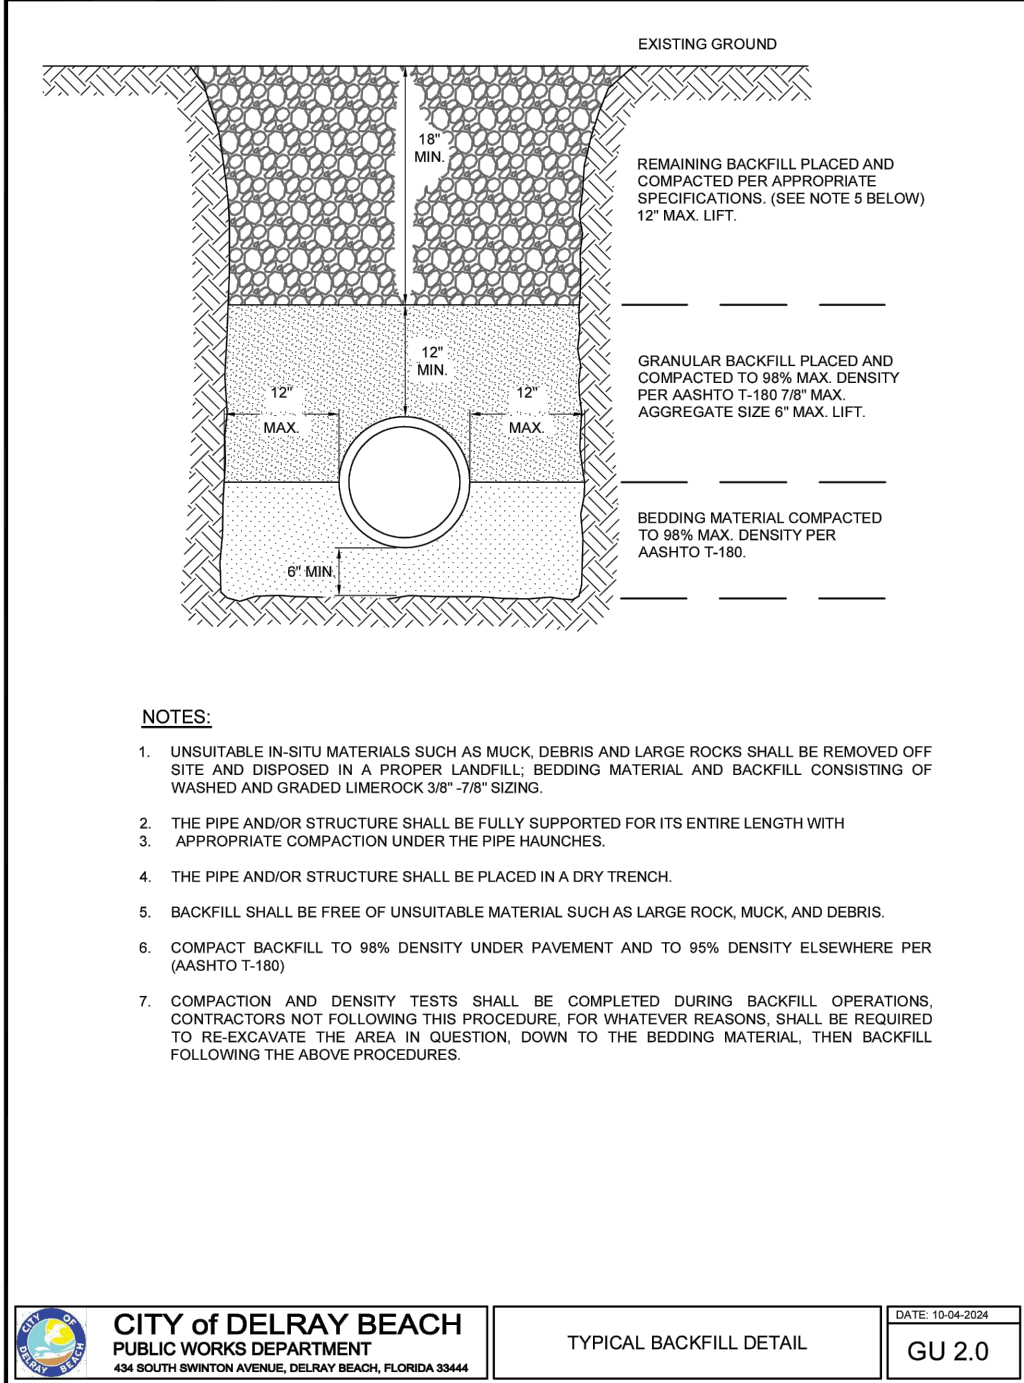 EXISTING GROUND
18"
MIN.
REMAINING BACKFILL PLACED AND
COMPACTED PER APPROPRIATE
SPECIFICATIONS. (SEE NOTE 5 BELOW)
12" MAX. LIFT.
12"
MIN.
12"
MAX.
12"
MAX.
GRANULAR BACKFILL PLACED AND
COMPACTED TO 98% MAX. DENSITY
PER AASHTO T-180 7/8" MAX.
AGGREGATE SIZE 6" MAX. LIFT.
BEDDING MATERIAL COMPACTED
TO 98% MAX. DENSITY PER
AASHTO T-180.
6" MIN.
NOTES:
1. UNSUITABLE IN-SITU MATERIALS SUCH AS MUCK, DEBRIS AND LARGE ROCKS SHALL BE REMOVED OFF
SITE AND DISPOSED IN A PROPER LANDFILL; BEDDING MATERIAL AND BACKFILL CONSISTING OF
WASHED AND GRADED LIMEROCK 3/8" -7/8" SIZING.
2. THE PIPE AND/OR STRUCTURE SHALL BE FULLY SUPPORTED FOR ITS ENTIRE LENGTH WITH
3. APPROPRIATE COMPACTION UNDER THE PIPE HAUNCHES.
4. THE PIPE AND/OR STRUCTURE SHALL BE PLACED IN A DRY TRENCH.
5. BACKFILL SHALL BE FREE OF UNSUITABLE MATERIAL SUCH AS LARGE ROCK, MUCK, AND DEBRIS.
6. COMPACT BACKFILL TO 98% DENSITY UNDER PAVEMENT AND TO 95% DENSITY ELSEWHERE PER
(AASHTO T-180)
7. COMPACTION AND DENSITY TESTS SHALL BE COMPLETED DURING BACKFILL OPERATIONS,
CONTRACTORS NOT FOLLOWING THIS PROCEDURE, FOR WHATEVER REASONS, SHALL BE REQUIRED
TO RE-EXCAVATE THE AREA IN QUESTION, DOWN TO THE BEDDING MATERIAL, THEN BACKFILL
FOLLOWING THE ABOVE PROCEDURES.
CITY OF
DELRAY BEACH
CITY of DELRAY BEACH
PUBLIC WORKS DEPARTMENT
434 SOUTH SWINTON AVENUE, DELRAY BEACH, FLORIDA 33444
TYPICAL BACKFILL DETAIL
DATE: 10-04-2024
GU 2.0